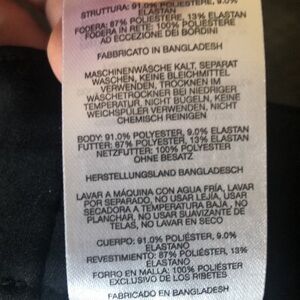 STRUTTURA: 91.0% POLIESTERE, 9.0%
ELASTAN
FODERA: 87% POLIESTERE, 13% ELASTAN
FODERA IN RETE: 100% POLIESTERE
AD ECCEZIONE DEI BORDINI
FABBRICATO IN BANGLADESH
MASCHINENWÄSCHE KALT, SEPARAT
WASCHEN, KEINE BLEICHMITTEL
VERWENDEN, TROCKNEN IM
WÄSCHETROCKNER BEI NIEDRIGER
TEMPERATUR, NICHT BÜGELN, KEINE
WEICHSPÜLER VERWENDEN, NICHT
CHEMISCH REINIGEN
BODY: 91.0% POLYESTER, 9.0% ELASTAN
FUTTER: 87% POLYESTER, 13% ELASTAN
NETZFUTTER: 100% POLYESTER
OHNE BESATZ
HERSTELLUNGSLAND BANGLADESCH
LAVAR A MÁQUINA CON AGUA FRÍA, LAVAR
POR SEPARADO, NO USAR LEJÍA, USAR
SECADORA A TEMPERATURA BAJA, NO
PLANCHAR, NO USAR SUAVIZANTE DE
TELAS, NO LAVAR EN SECO
CUERPO: 91.0% POLIÉSTER, 9.0%
ELASTANO
REVESTIMIENTO: 87% POLIÉSTER, 13%
ELASTANO
FORRO EN MALLA: 100% POLIÉSTER
EXCLUSIVO DE LOS RIBETES
FABRICADO EN BANGLADESH